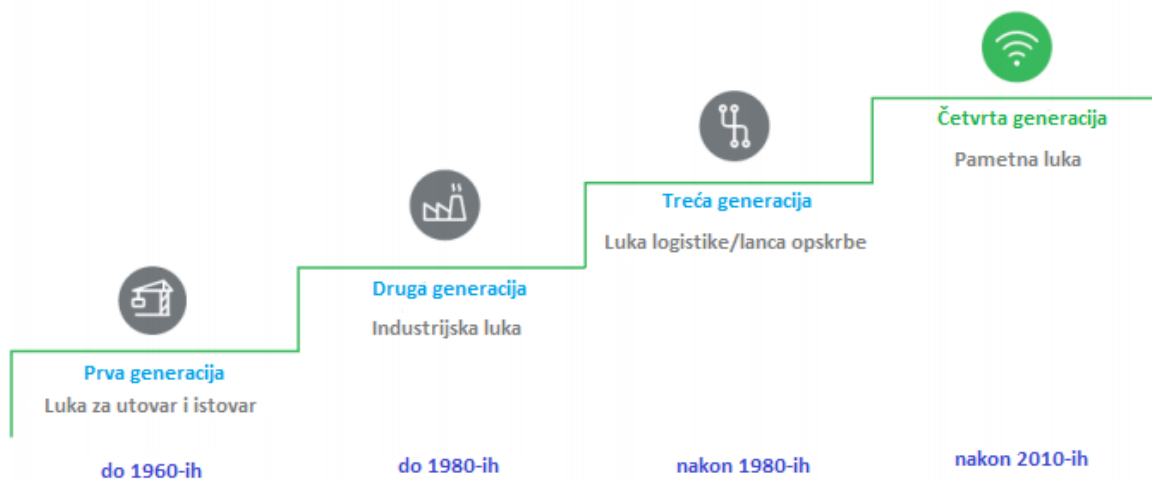 Prva generacija
Luka za utovar i istovar
do 1960-ih
Druga generacija
Industrijska luka
do 1980-ih
Treća generacija
Luka logistike/lanca opskrbe
nakon 1980-ih
Četvrta generacija
Pametna luka
nakon 2010-ih